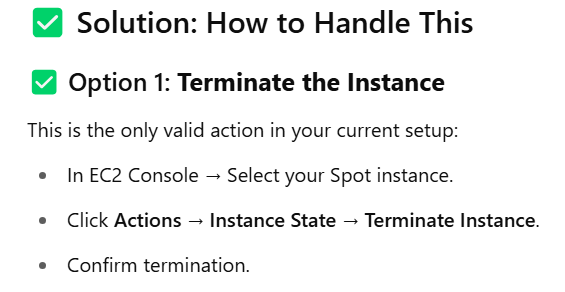 ✅ Solution: How to Handle This
✅ Option 1: Terminate the Instance
This is the only valid action in your current setup:
• In EC2 Console → Select your Spot instance.
• Click Actions → Instance State → Terminate Instance.
• Confirm termination.